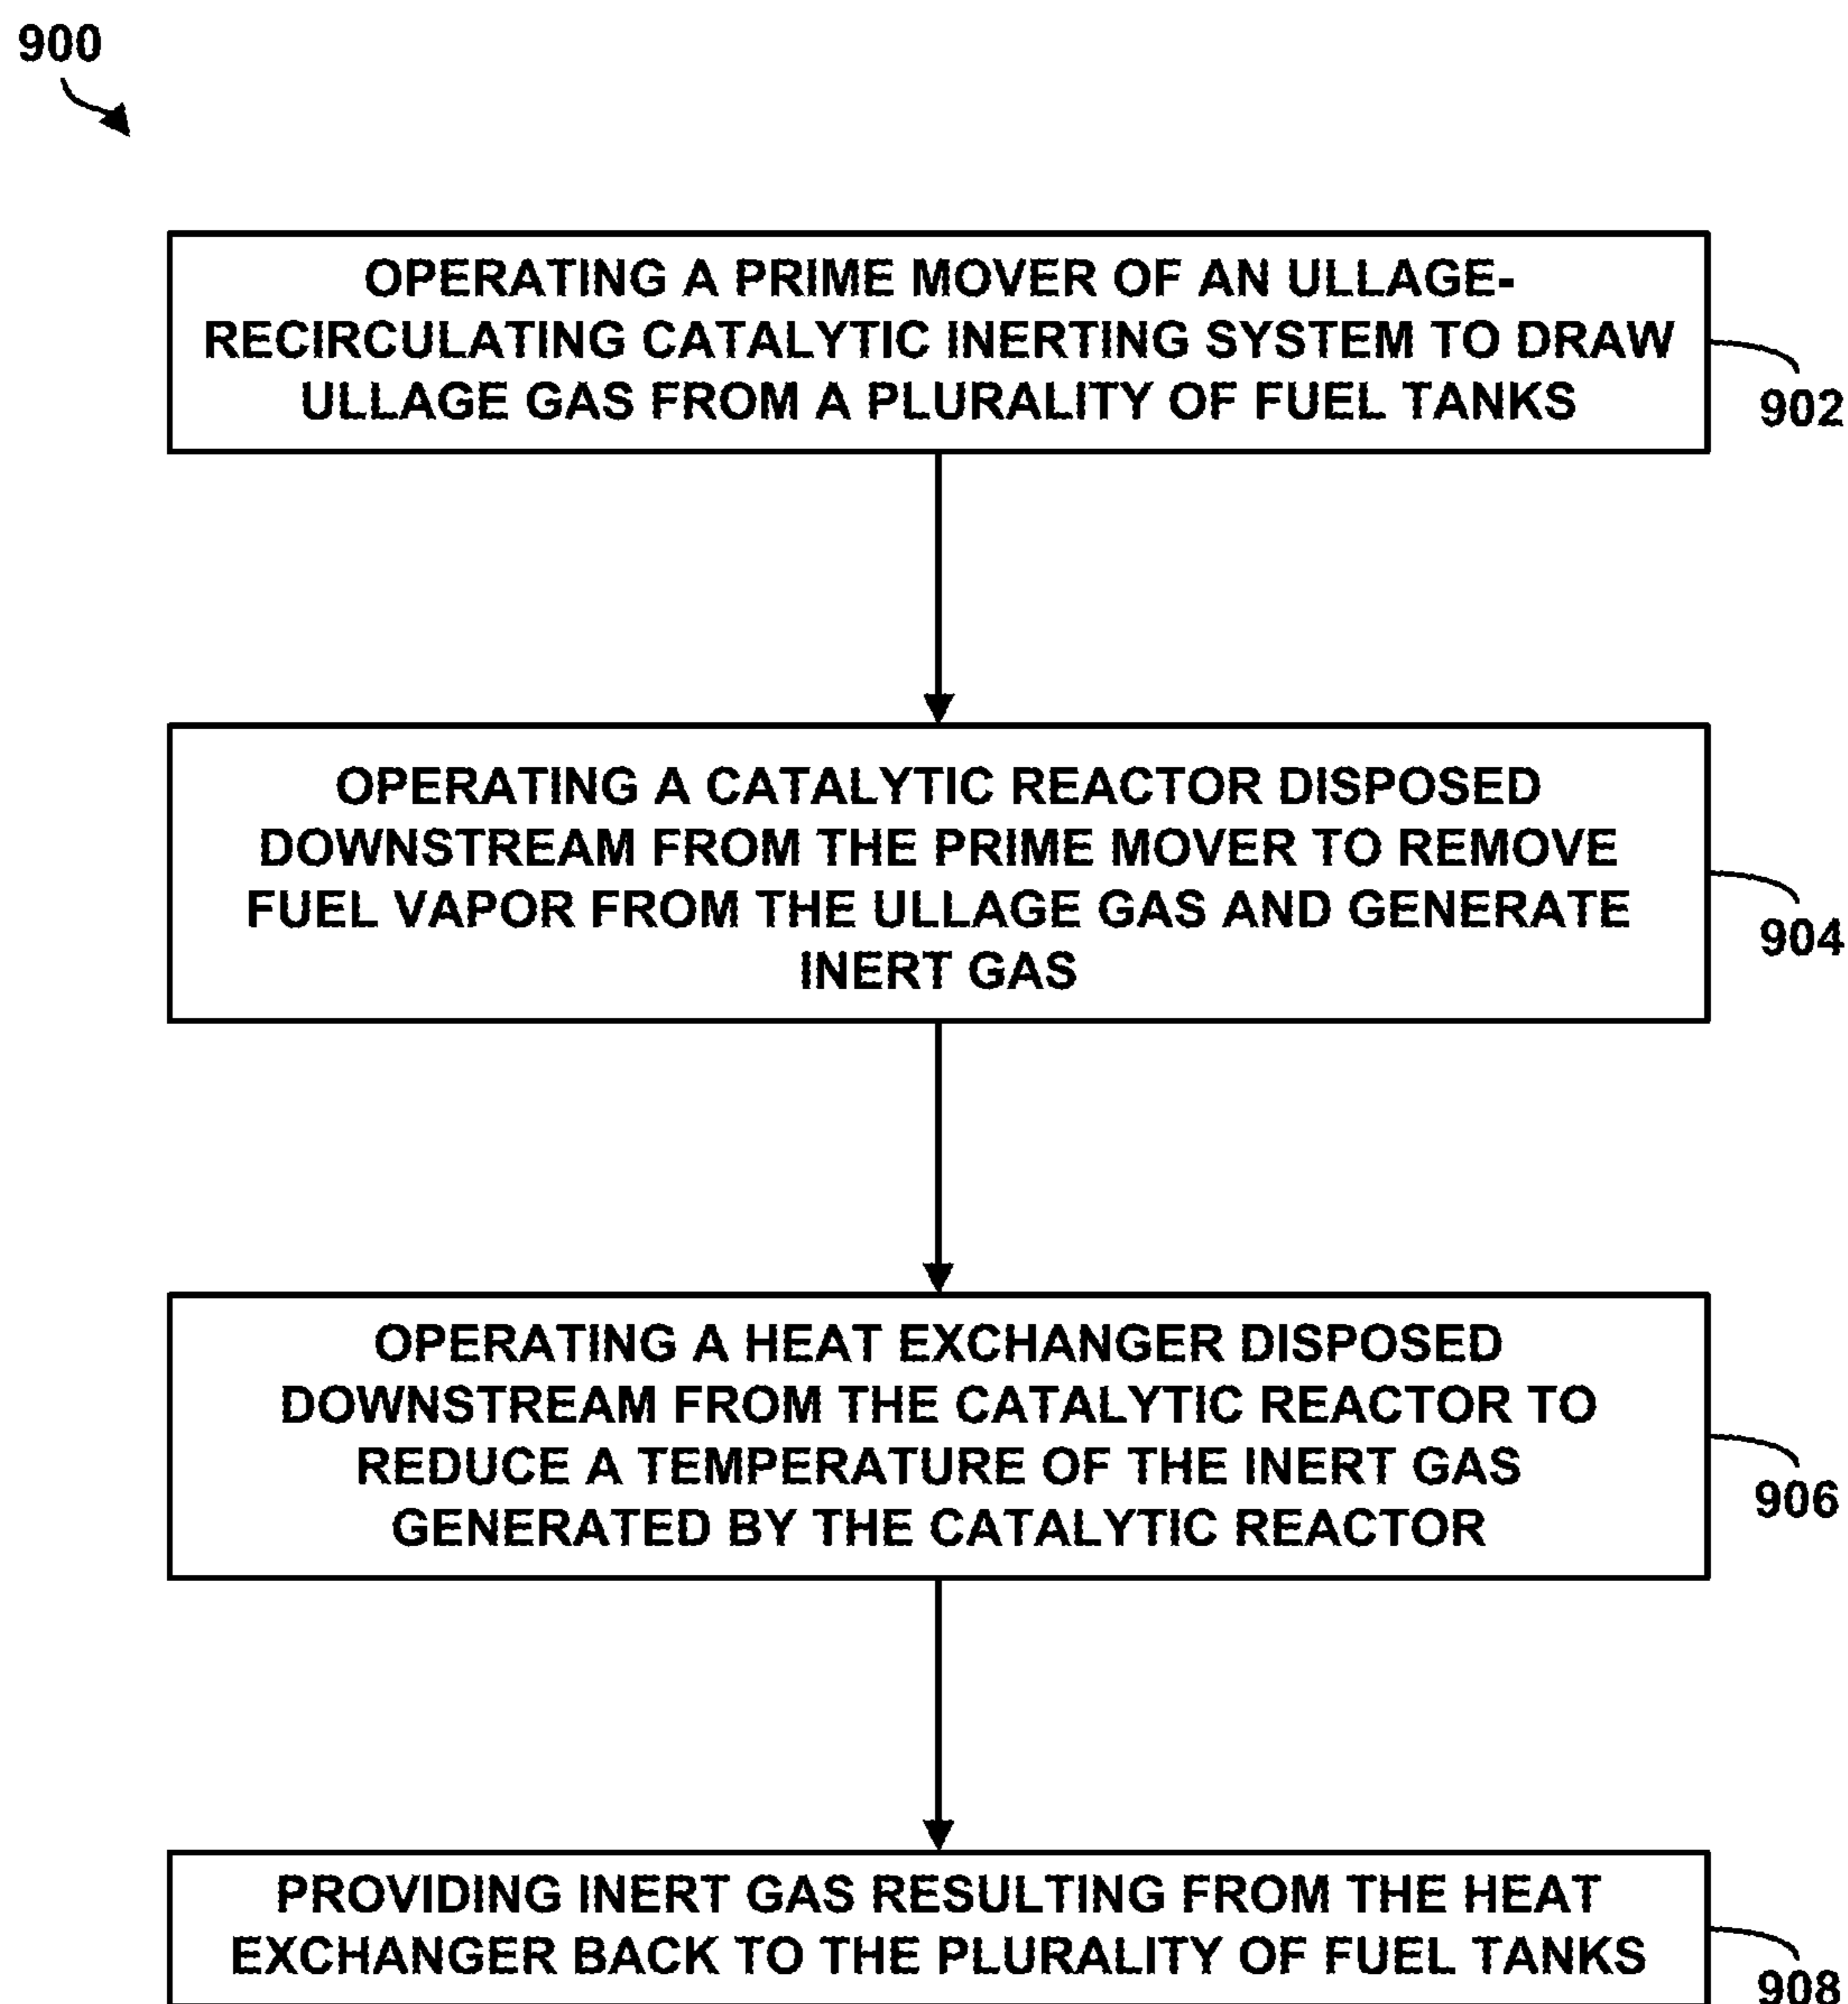 900
OPERATING A PRIME MOVER OF AN ULLAGE-
RECIRCULATING CATALYTIC INERTING SYSTEM TO DRAW
ULLAGE GAS FROM A PLURALITY OF FUEL TANKS
902
OPERATING A CATALYTIC REACTOR DISPOSED
DOWNSTREAM FROM THE PRIME MOVER TO REMOVE
FUEL VAPOR FROM THE ULLAGE GAS AND GENERATE
INERT GAS
904
OPERATING A HEAT EXCHANGER DISPOSED
DOWNSTREAM FROM THE CATALYTIC REACTOR TO
REDUCE A TEMPERATURE OF THE INERT GAS
GENERATED BY THE CATALYTIC REACTOR
906
PROVIDING INERT GAS RESULTING FROM THE HEAT
EXCHANGER BACK TO THE PLURALITY OF FUEL TANKS
908